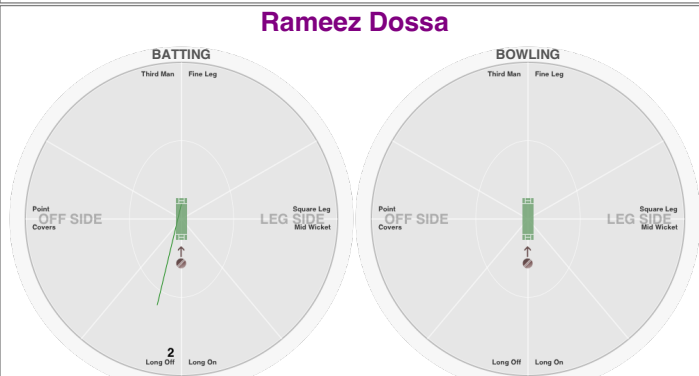 Rameez Dossa
BATTING
BOWLING
Third Man
Fine Leg
Third Man
Fine Leg
Point
OFF SIDE
Covers
Square Leg
LEG SIDE
Mid Wicket
Point
OFF SIDE
Covers
Square Leg
LEG SIDE
Mid Wicket
2
Long Off
Long On
Long Off
Long On